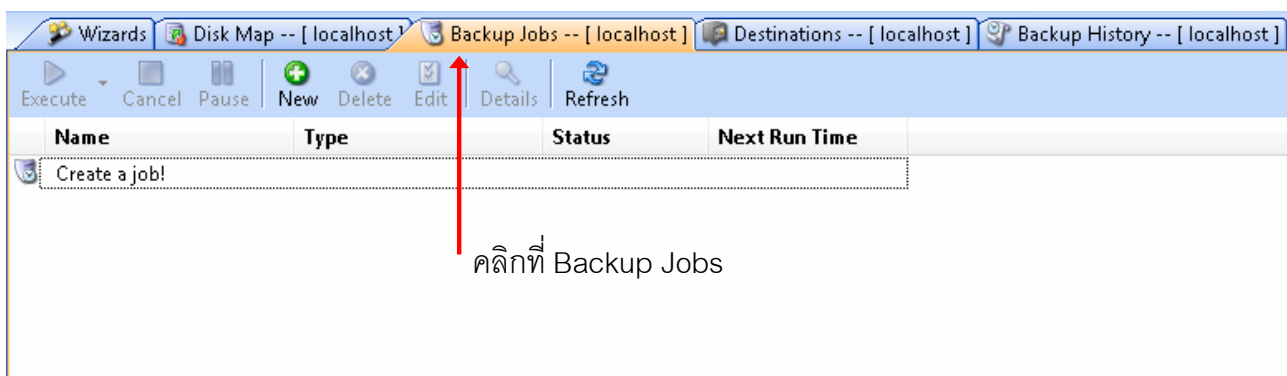 Wizards Disk Map -- [ localhost ] Backup Jobs -- [ localhost ] Destinations -- [ localhost ] Backup History -- [ localhost ]
Execute Cancel Pause New Delete Edit Details Refresh
Name Type Status Next Run Time
Create a job!
คลิกที่ Backup Jobs